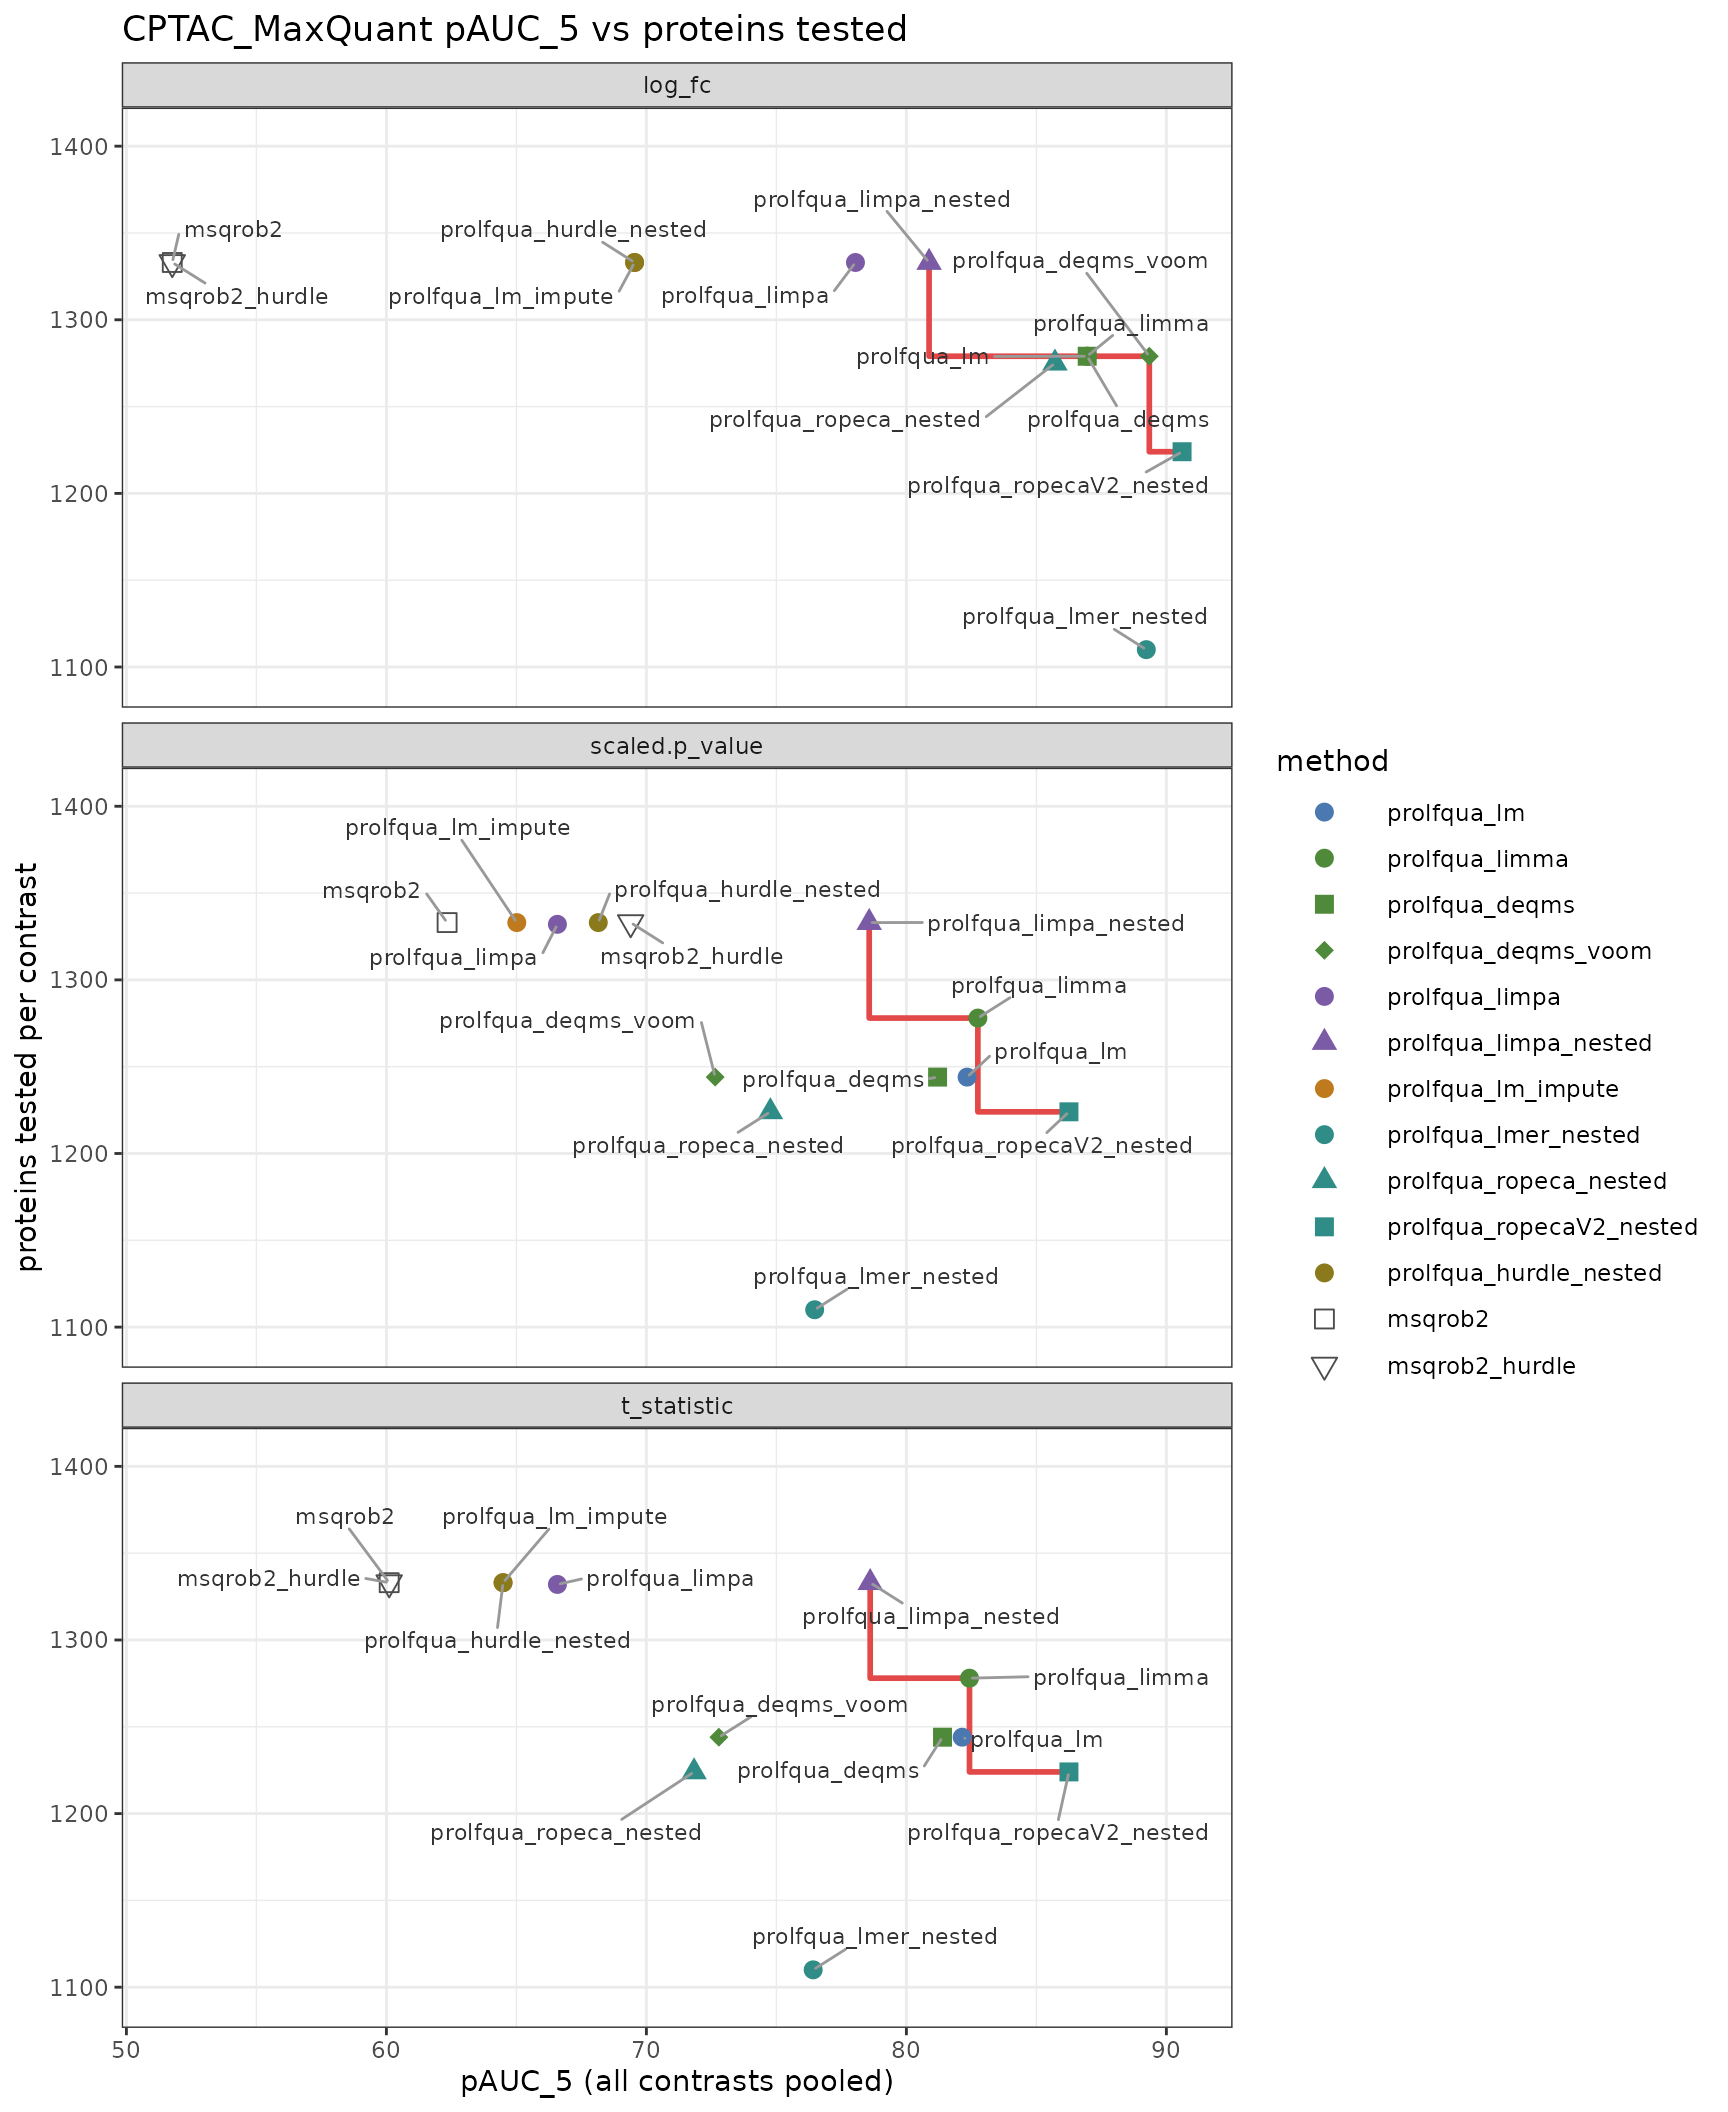 CPTAC_MaxQuant pAUC_5 vs proteins tested
log_fc
1400
prolfqua_limpa_nested
msqrob2
prolfqua_hurdle_nested
prolfqua_deqms_voom
msqrob2_hurdle
prolfqua_lm_impute
prolfqua_limpa
1300
prolfqua_limma
prolfqua_lm
prolfqua_ropeca_nested
prolfqua_deqms
prolfqua_ropecaV2_nested
1200
prolfqua_lmer_nested
1100
scaled.p_value
1400
prolfqua_lm_impute
msqrob2
prolfqua_hurdle_nested
prolfqua_limpa_nested
prolfqua_limpa
msqrob2_hurdle
1300
prolfqua_limma
prolfqua_deqms_voom
prolfqua_lm
prolfqua_deqms
prolfqua_ropeca_nested
prolfqua_ropecaV2_nested
1200
prolfqua_lmer_nested
1100
t_statistic
1400
msqrob2
prolfqua_lm_impute
msqrob2_hurdle
prolfqua_limpa
prolfqua_limpa_nested
prolfqua_hurdle_nested
1300
prolfqua_limma
prolfqua_deqms_voom
prolfqua_lm
prolfqua_deqms
1200
prolfqua_ropeca_nested
prolfqua_ropecaV2_nested
prolfqua_lmer_nested
1100
50
60
70
80
90
pAUC_5 (all contrasts pooled)
proteins tested per contrast
method
prolfqua_lm
prolfqua_limma
prolfqua_deqms
prolfqua_deqms_voom
prolfqua_limpa
prolfqua_limpa_nested
prolfqua_lm_impute
prolfqua_lmer_nested
prolfqua_ropeca_nested
prolfqua_ropecaV2_nested
prolfqua_hurdle_nested
msqrob2
msqrob2_hurdle